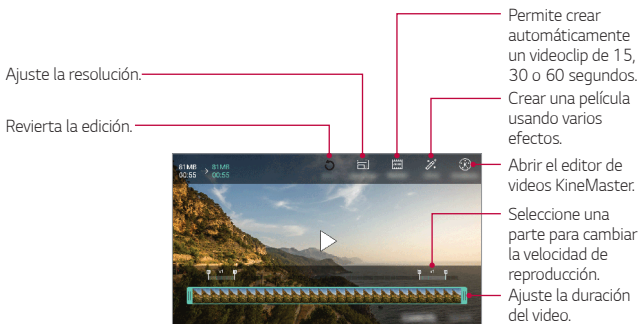 Ajuste la resolución.
Revierta la edición.
Permite crear
automáticamente
un videoclip de 15,
30 o 60 segundos.
Crear una película
usando varios
efectos.
Abrir el editor de
videos KineMaster.
Seleccione una
parte para cambiar
la velocidad de
reproducción.
Ajuste la duración
del video.
81MB > 81MB
00:55 00:55
x1 x1